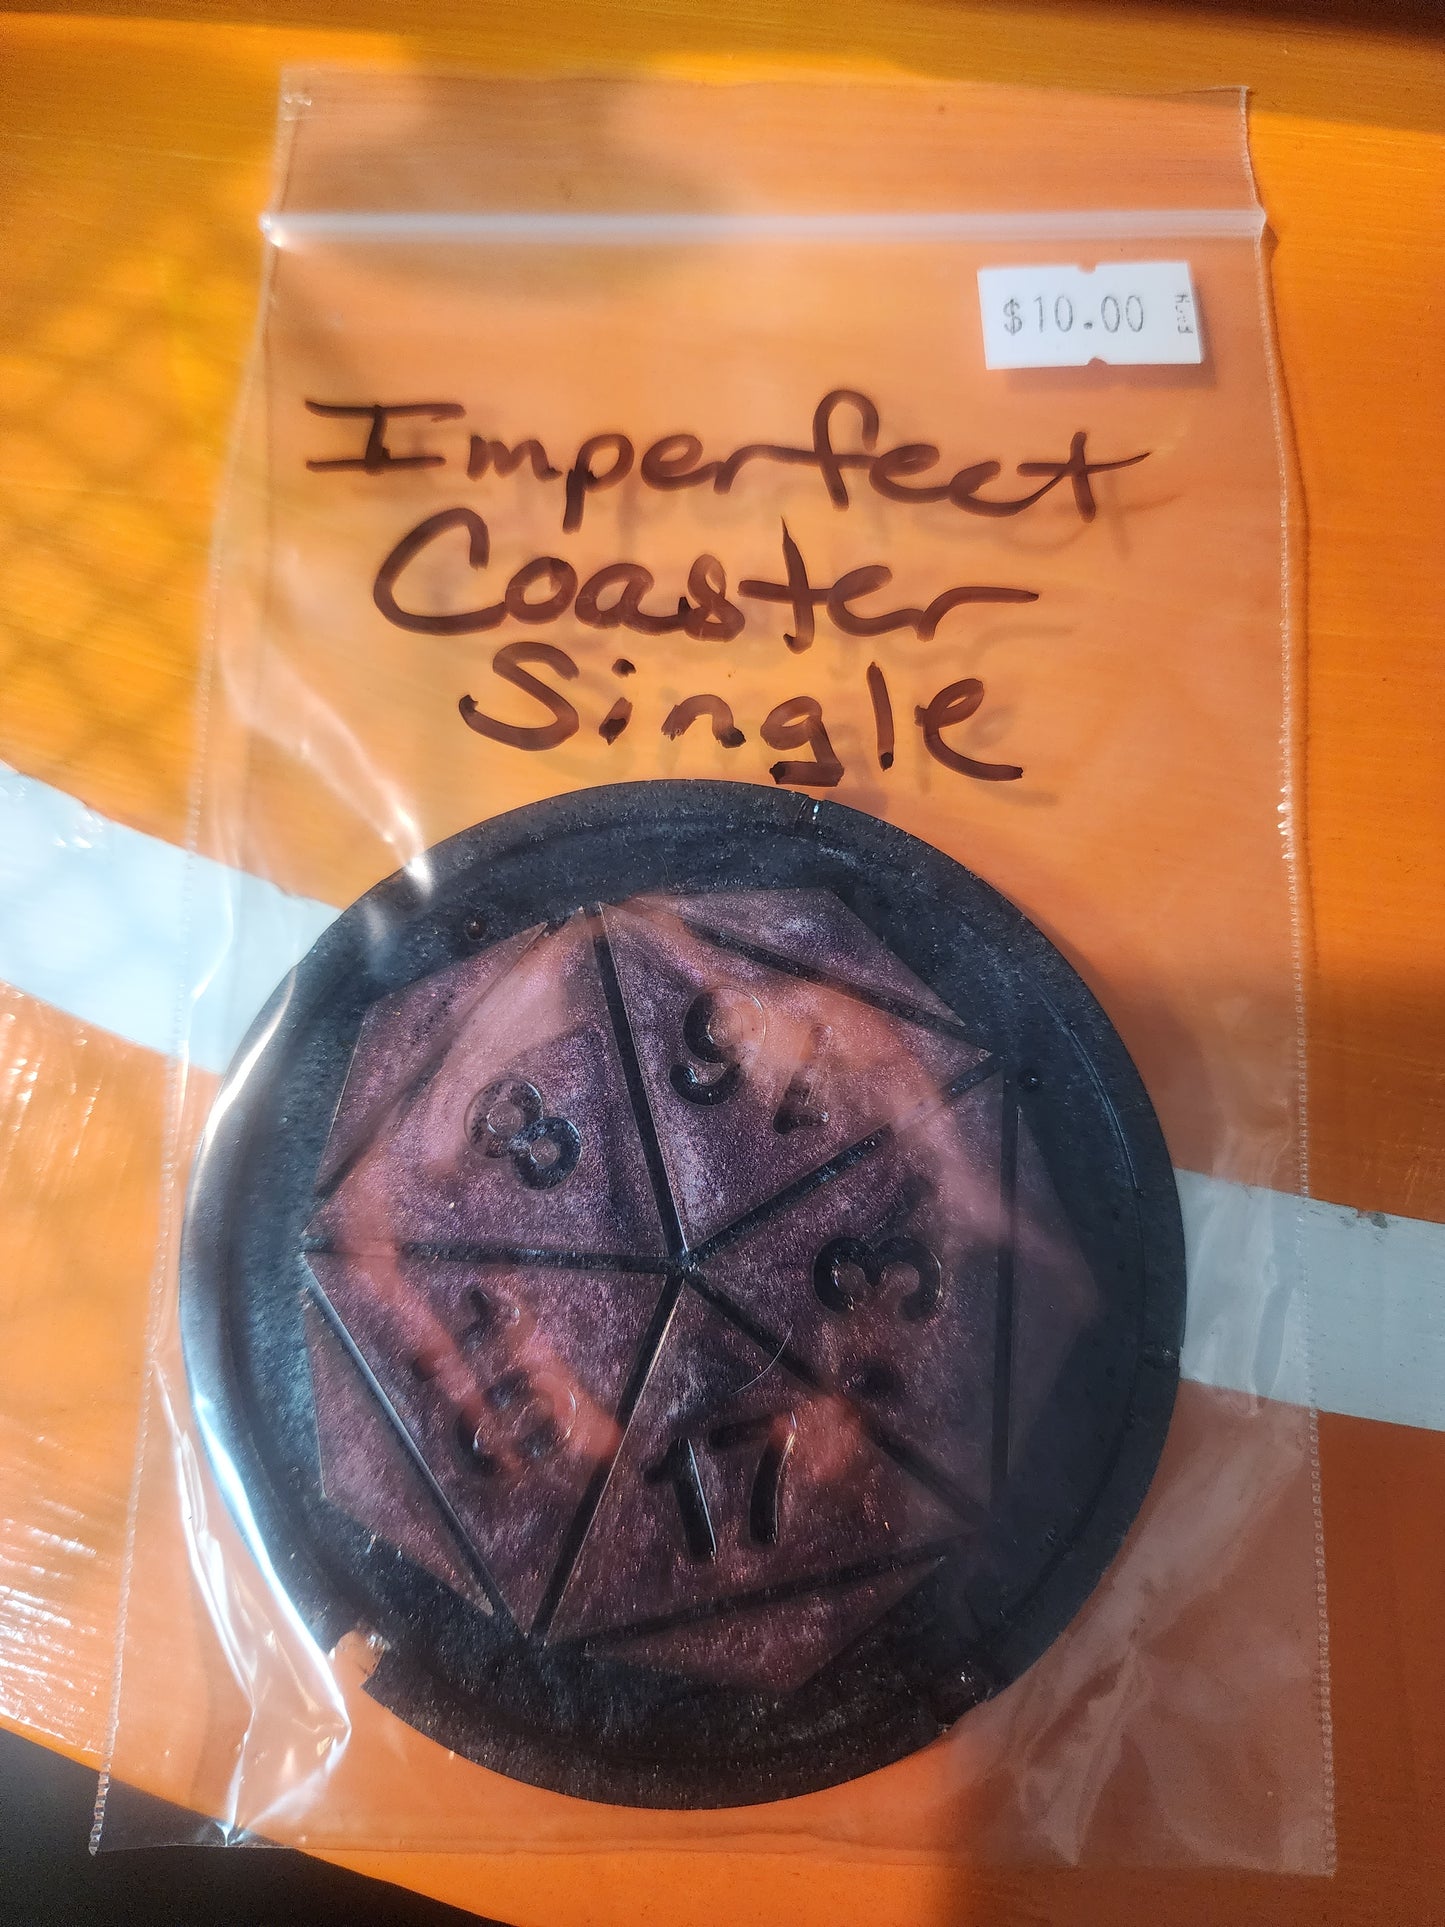 $10.00
Imperfect
Coaster
Single
8
3
17